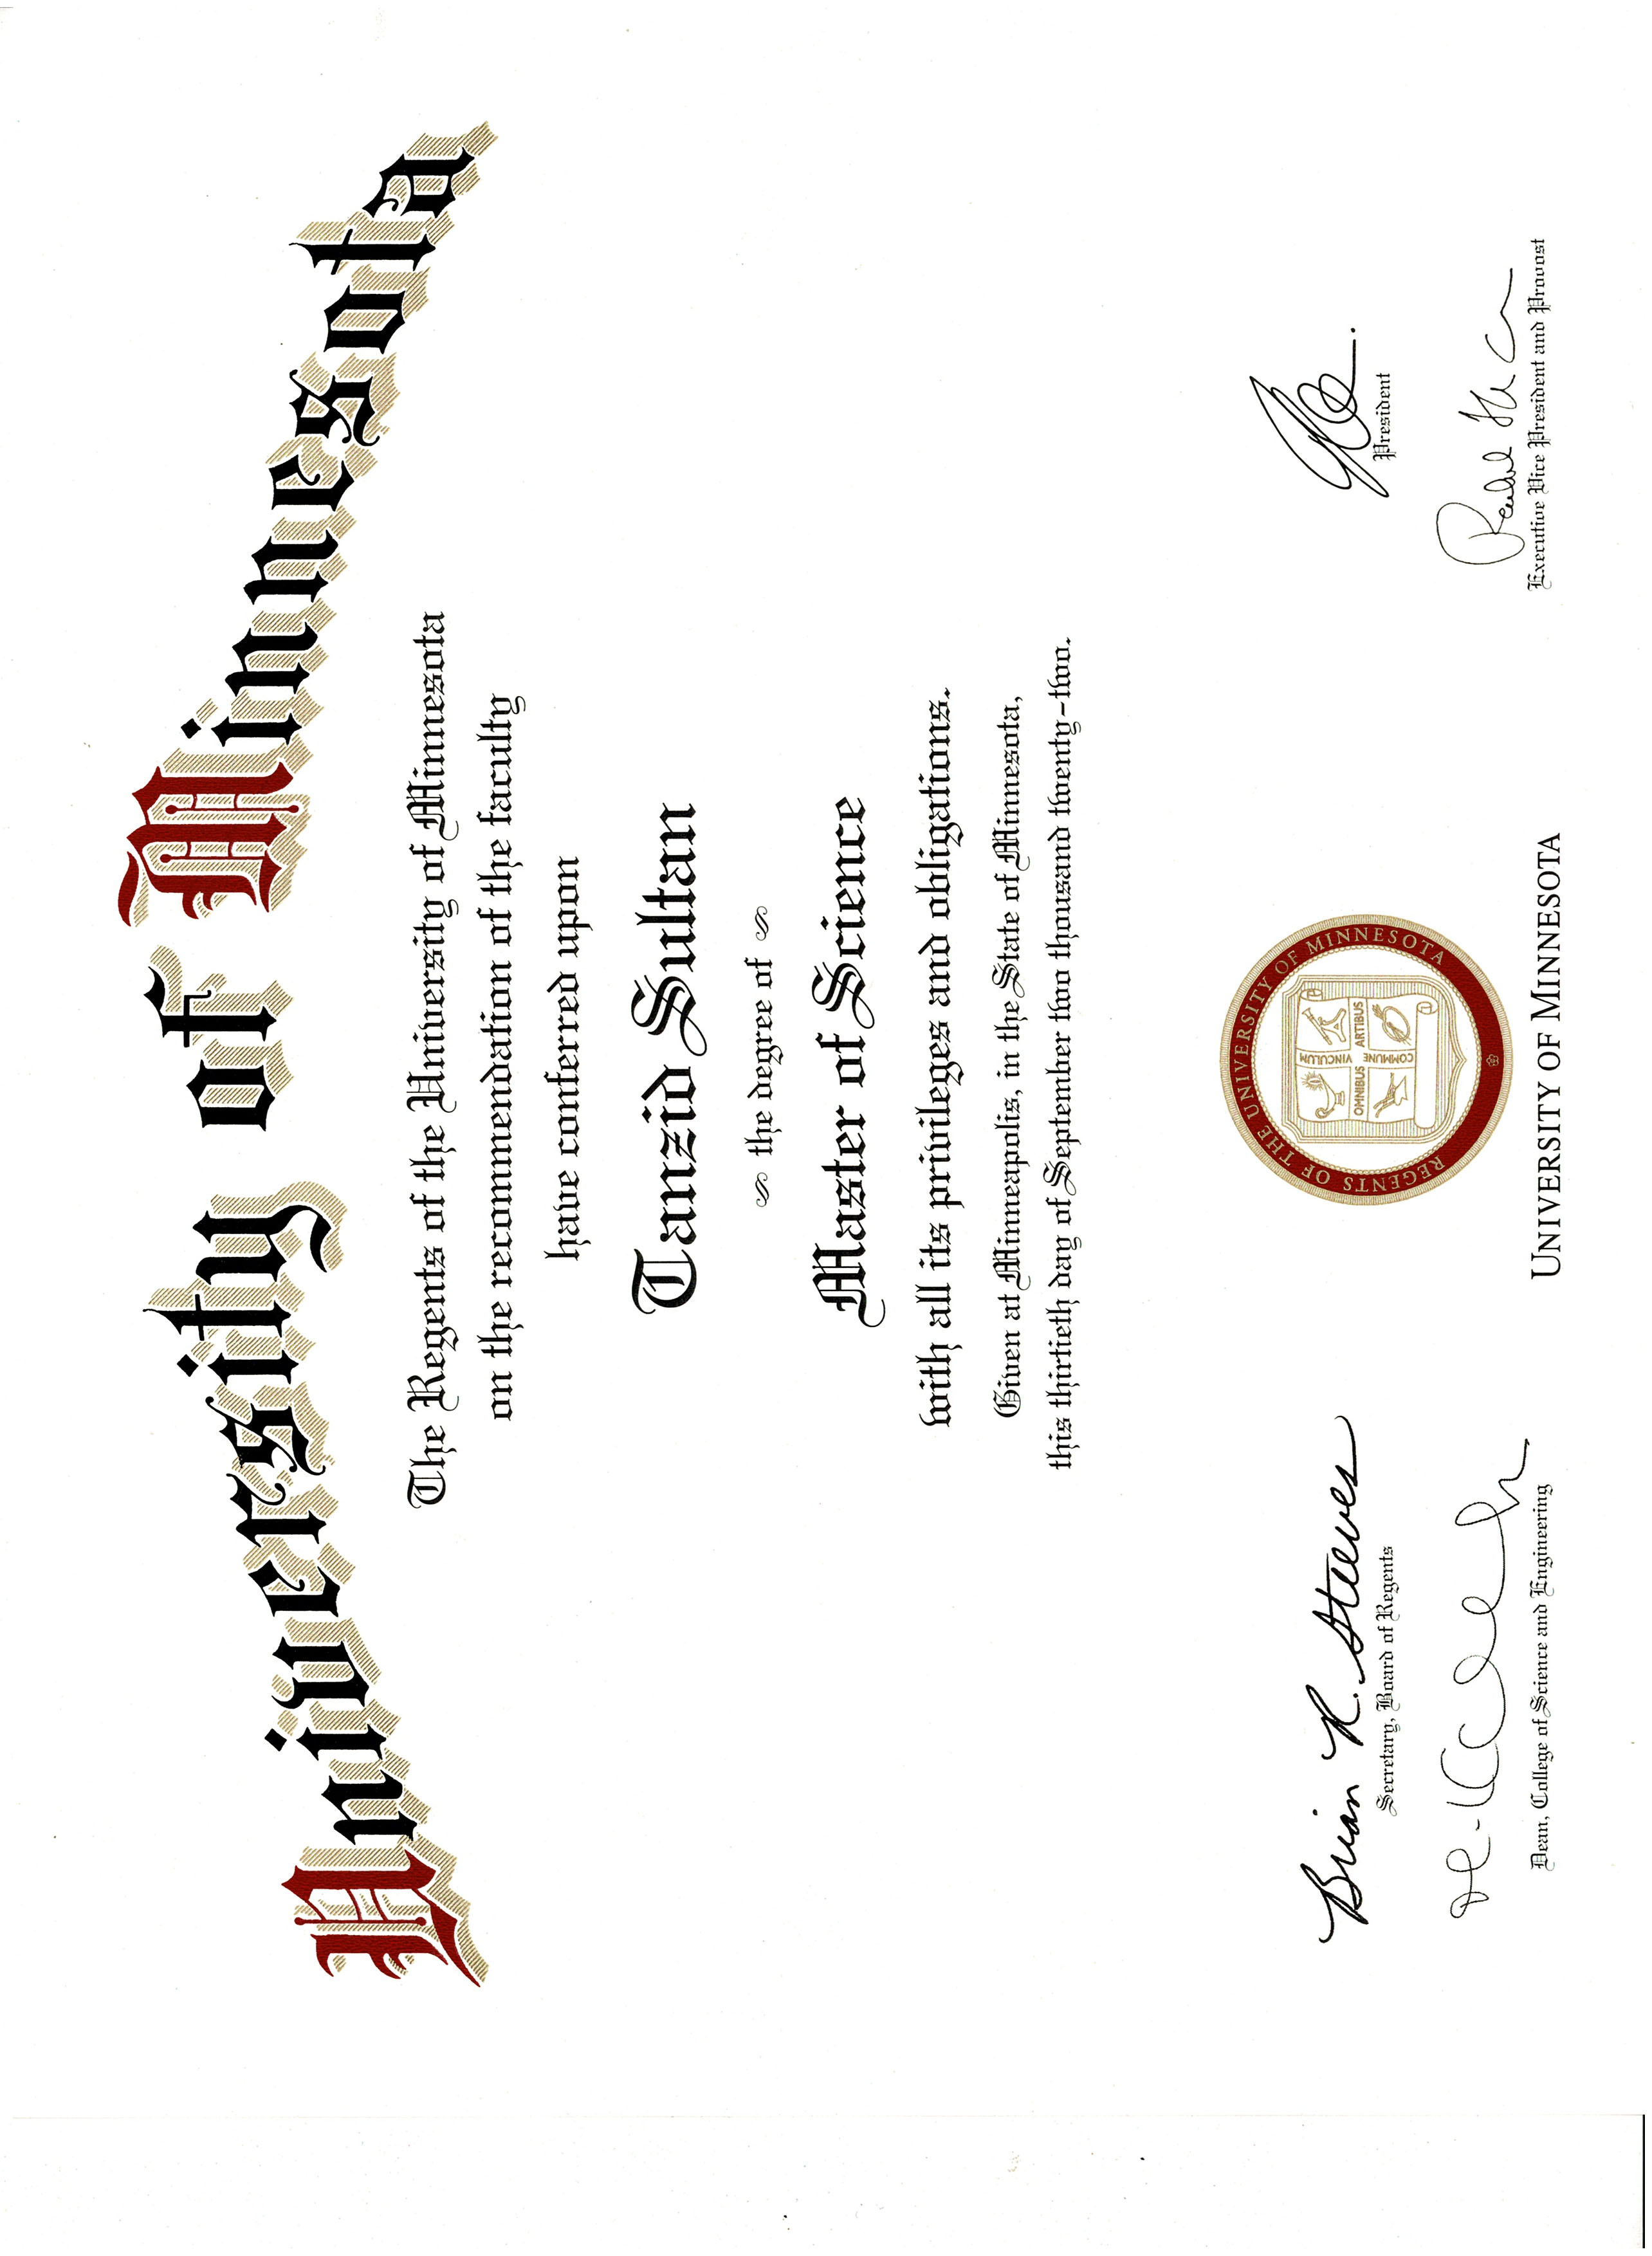 University of Minnesota
The Regents of the University of Minnesota
on the recommendation of the faculty
have conferred upon
Tanzid Sultan
the degree of
Master of Science
with all its privileges and obligations.
Given at Minneapolis, in the State of Minnesota,
this thirtieth day of September two thousand twenty-two.
Brian R. Steeves
Secretary, Board of Regents
Dean, College of Science and Engineering
REGENTS OF THE UNIVERSITY OF MINNESOTA
OMNIBUS ARTIBUS
COMMUNE VINCULUM
UNIVERSITY OF MINNESOTA
President
Executive Vice President and Provost